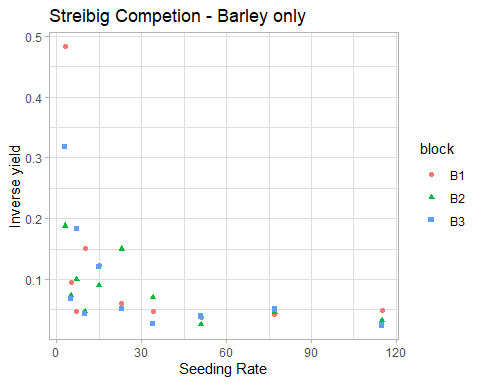 Streibig Competion - Barley only
0.5
0.4
0.3
0.2
0.1
Inverse yield
0 30 60 90 120
Seeding Rate
block
B1
B2
B3